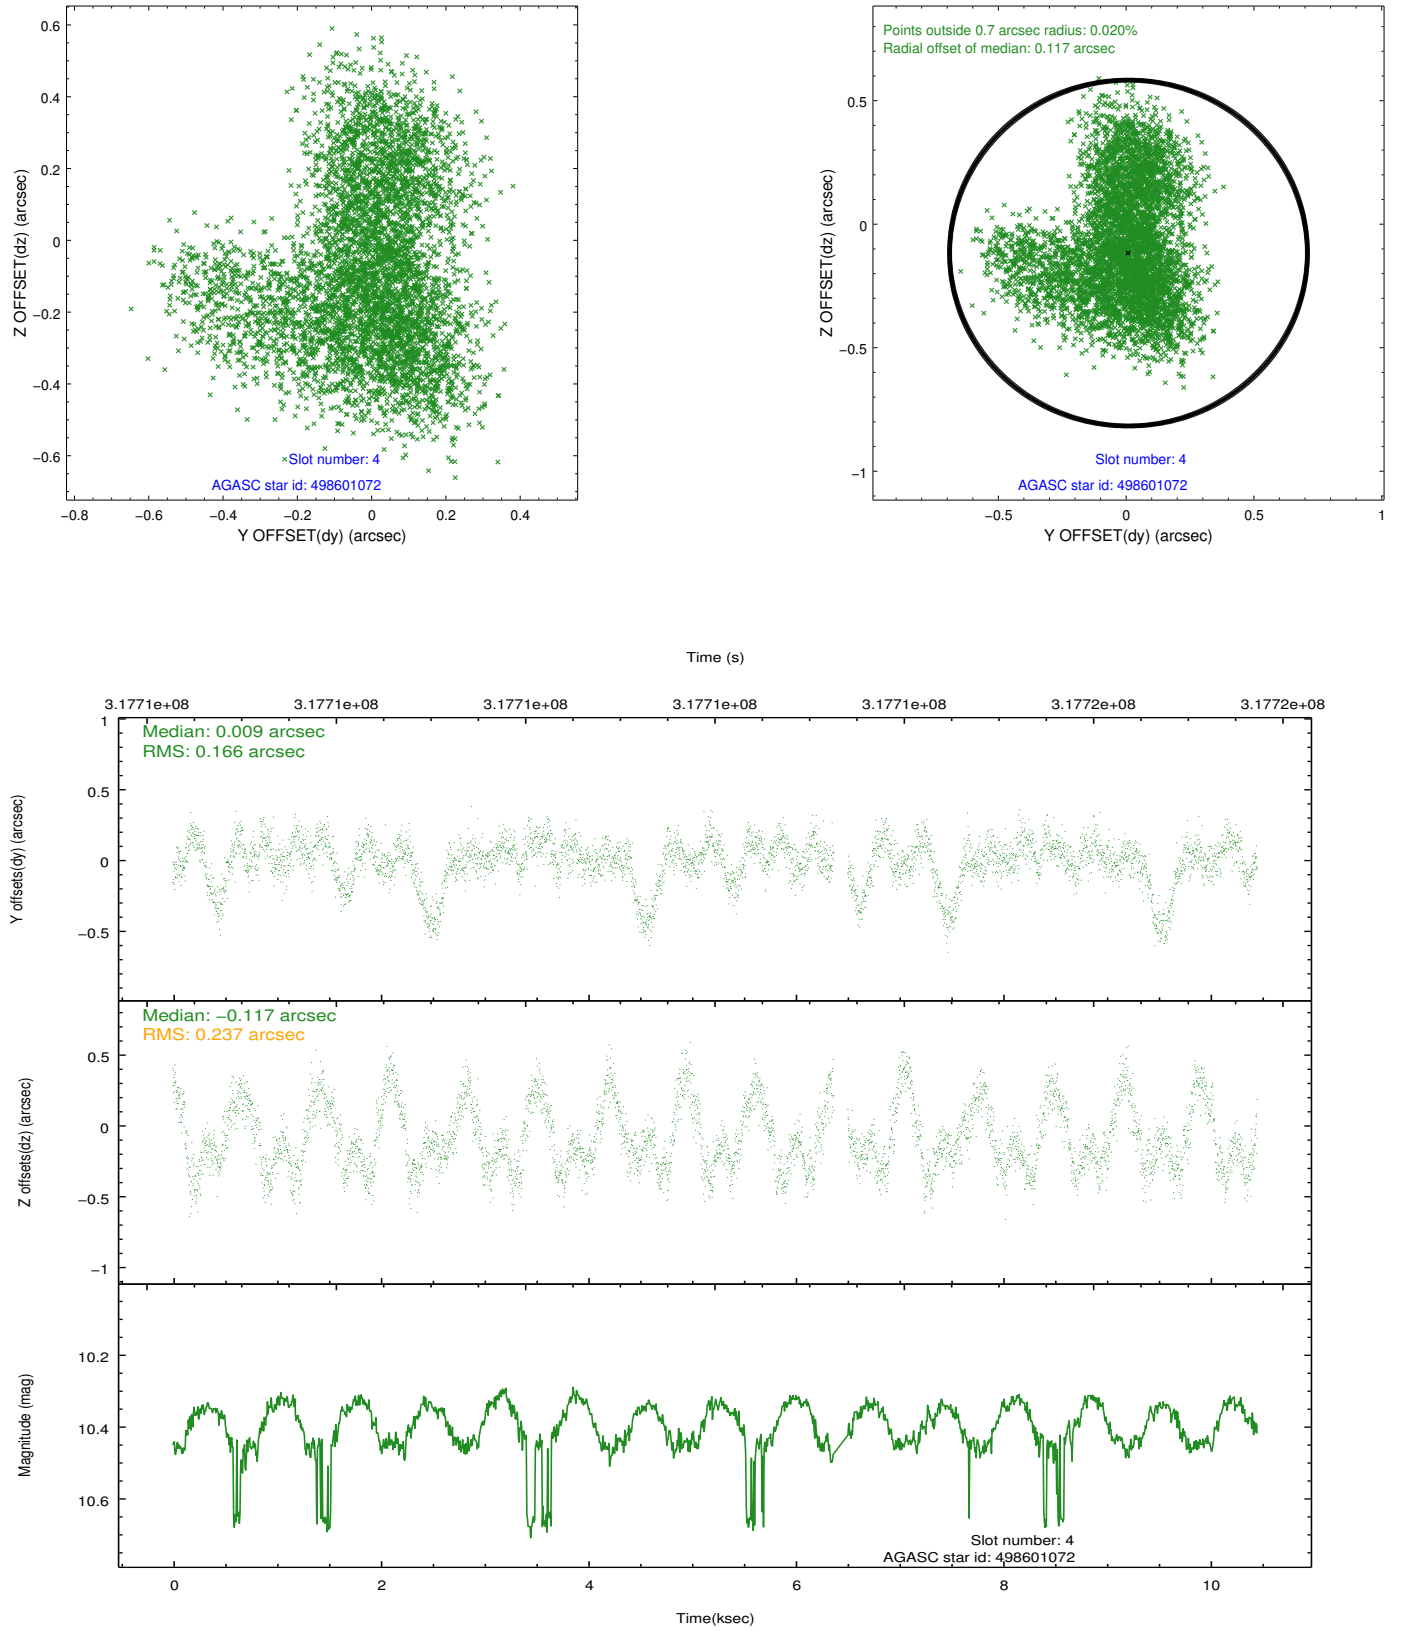 0.6
0.4
0.2
0
−0.2
−0.4
−0.6
Z OFFSET(dz) (arcsec)
Slot number: 4
AGASC star id: 498601072
−0.8 −0.6 −0.4 −0.2 0 0.2 0.4
Y OFFSET(dy) (arcsec)
Points outside 0.7 arcsec radius: 0.020%
Radial offset of median: 0.117 arcsec
0.5
0
−0.5
−1
Z OFFSET(dz) (arcsec)
Slot number: 4
AGASC star id: 498601072
−0.5 0 0.5 1
Y OFFSET(dy) (arcsec)
Time (s)
3.1771e+08 3.1771e+08 3.1771e+08 3.1771e+08 3.1771e+08 3.1772e+08 3.1772e+08
Median: 0.009 arcsec
RMS: 0.166 arcsec
1
0.5
0
−0.5
Y offsets(dy) (arcsec)
Median: −0.117 arcsec
RMS: 0.237 arcsec
0.5
0
−0.5
−1
Z offsets(dz) (arcsec)
10.2
10.4
10.6
Magnitude (mag)
Slot number: 4
AGASC star id: 498601072
0 2 4 6 8 10
Time(ksec)